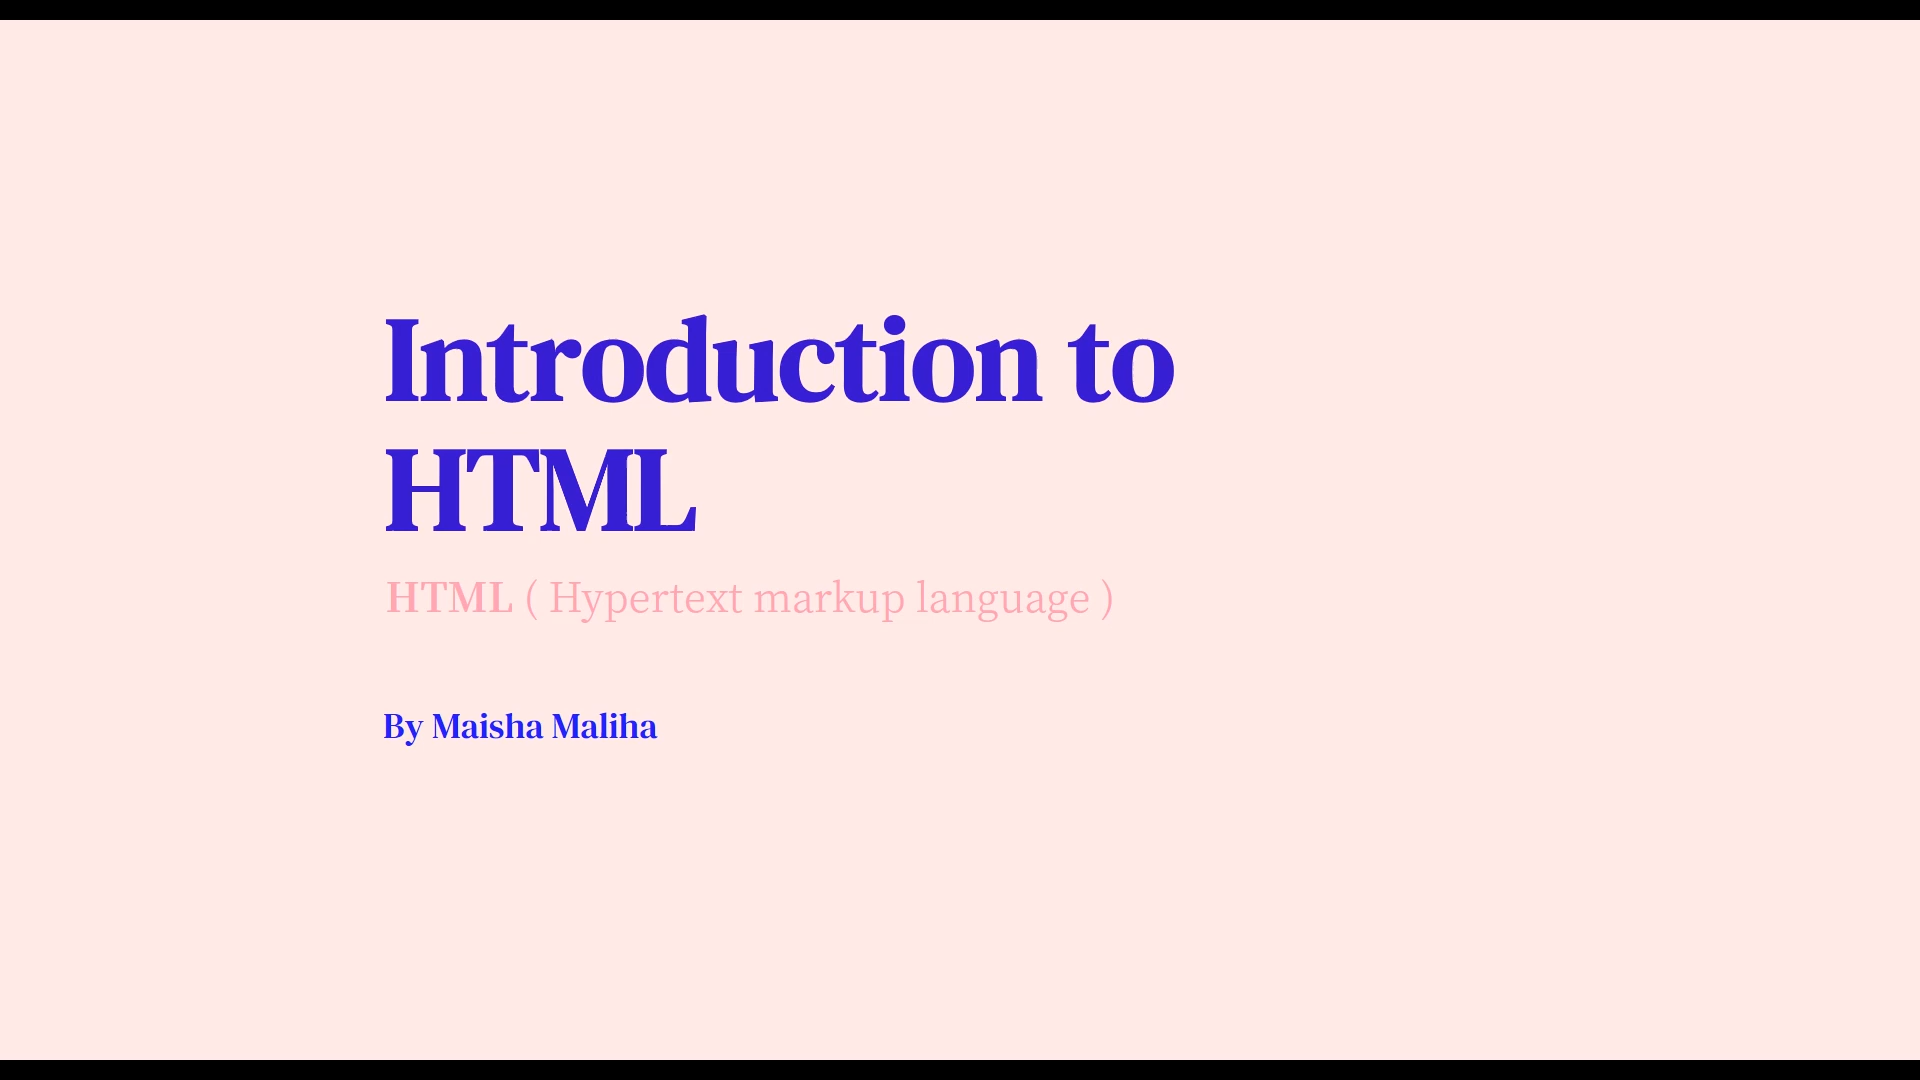 Introduction to
HTML
HTML ( Hypertext markup language )
By Maisha Maliha